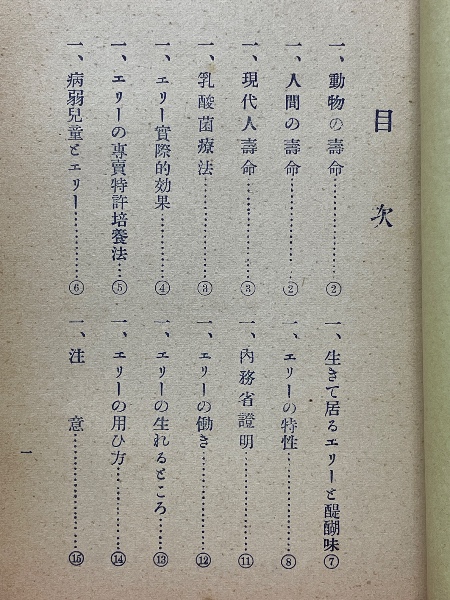 目次
一、動物の壽命…………………②
一、人間の壽命…………………②
一、現代人壽命…………………③
一、乳酸菌療法…………………③
一、エリー實際的効果…………④
一、エリーの專賣特許培養法…⑤
一、病弱兒童とエリー…………⑥
一、生きて居るエリーと醍醐味⑦
一、エリーの特性………………⑧
一、內務省證明…………………⑪
一、エリーの働き………………⑫
一、エリーの生れるところ……⑬
一、エリーの用ひ方……………⑭
一、注意…………………………⑮
一